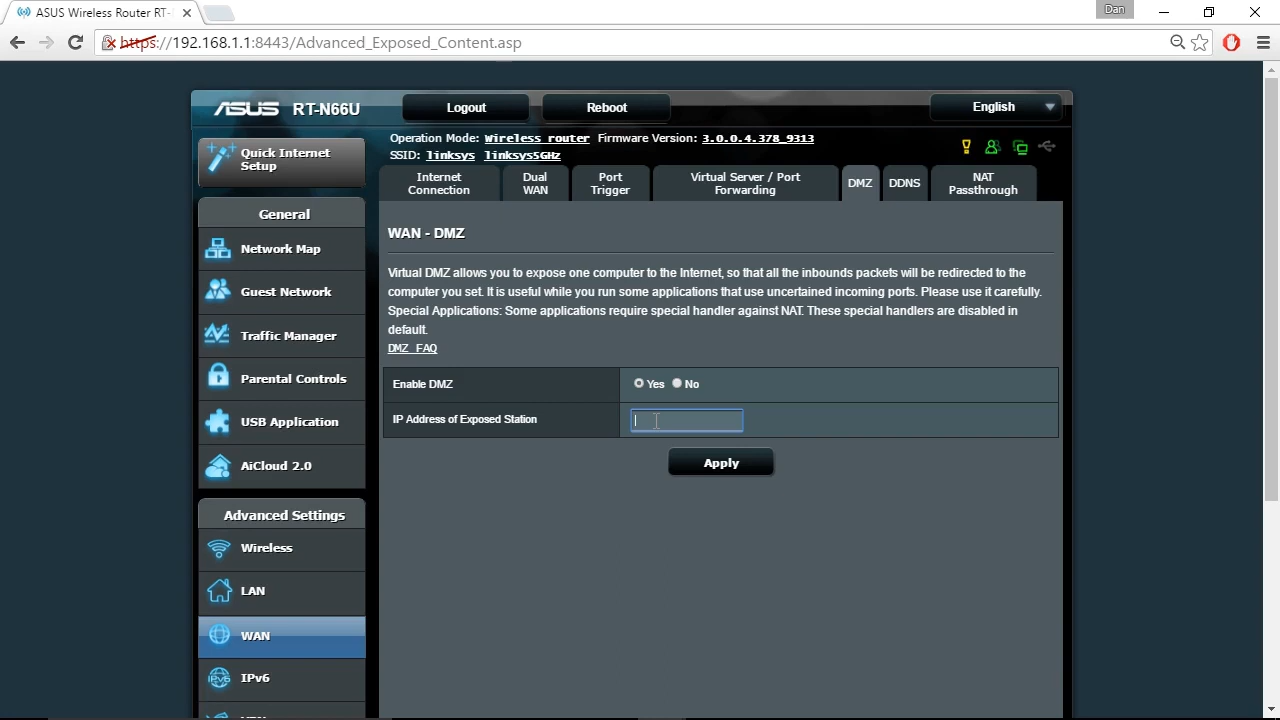 ASUS Wireless Router RT-
Dan
https://192.168.1.1:8443/Advanced_Exposed_Content.asp
ASUS RT-N66U
Logout
Reboot
English
Operation Mode: Wireless router Firmware Version: 3.0.0.4.378_9313
SSID: linksys linksys5GHz
Quick Internet
Setup
Internet
Connection
Dual
WAN
Port
Trigger
Virtual Server / Port
Forwarding
DMZ
DDNS
NAT
Passthrough
General
Network Map
Guest Network
Traffic Manager
Parental Controls
USB Application
AiCloud 2.0
Advanced Settings
Wireless
LAN
WAN
IPv6
WAN - DMZ
Virtual DMZ allows you to expose one computer to the Internet, so that all the inbounds packets will be redirected to the
computer you set. It is useful while you run some applications that use uncertained incoming ports. Please use it carefully.
Special Applications: Some applications require special handler against NAT. These special handlers are disabled in
default.
DMZ FAQ
Enable DMZ
Yes No
IP Address of Exposed Station
Apply